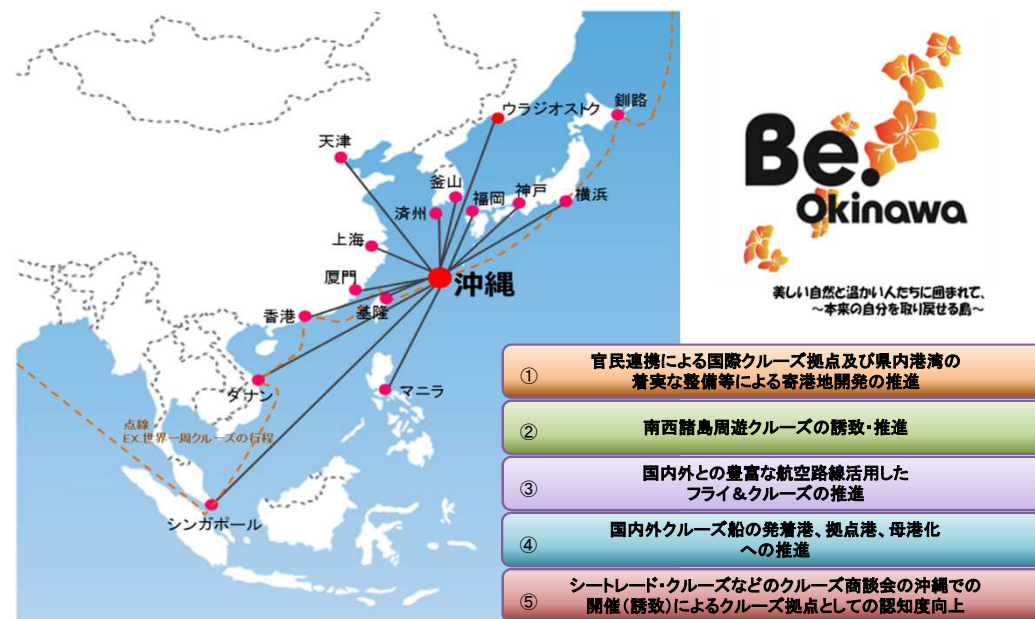 ウラジオストク
釧路
天津
釜山
福岡
神戸
横浜
済州
上海
厦門
沖縄
基隆
香港
ダナン
マニラ
点線
EX.世界一周クルーズの行程
シンガポール
Be.
Okinawa
美しい自然と温かい人たちに囲まれて、
～本来の自分を取り戻せる島～
①
官民連携による国際クルーズ拠点及び県内港湾の
着実な整備等による寄港地開発の推進
②
南西諸島周遊クルーズの誘致・推進
③
国内外との豊富な航空路線活用した
フライ＆クルーズの推進
④
国内外クルーズ船の発着港、拠点港、母港化
への推進
⑤
シートレード・クルーズなどのクルーズ商談会の沖縄での
開催（誘致）によるクルーズ拠点としての認知度向上